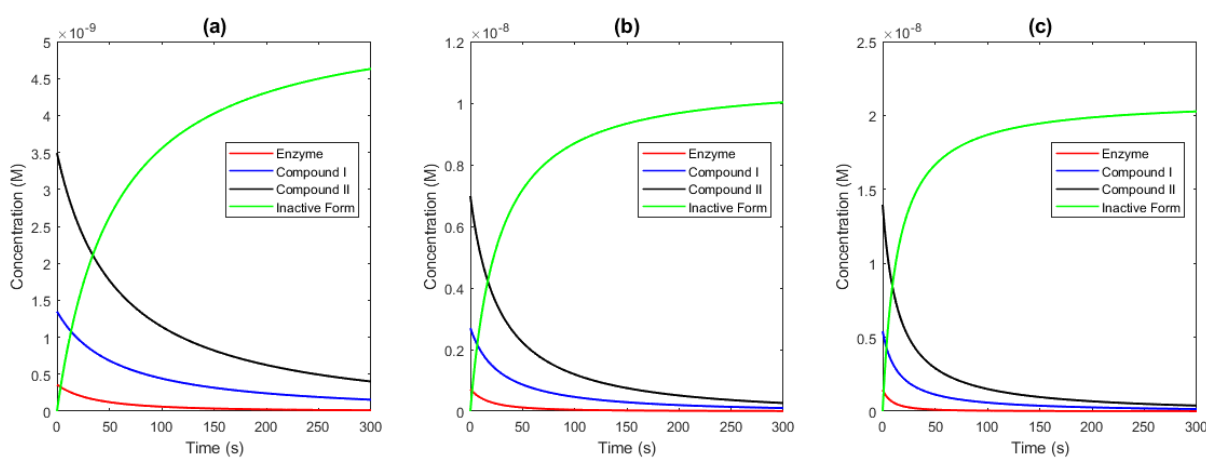 (a)
×10⁻⁹
5
4.5
4
3.5
3
2.5
2
1.5
1
0.5
0
Concentration (M)
0 50 100 150 200 250 300
Time (s)
Enzyme
Compound I
Compound II
Inactive Form
(b)
×10⁻⁸
1.2
1
0.8
0.6
0.4
0.2
0
Concentration (M)
0 50 100 150 200 250 300
Time (s)
Enzyme
Compound I
Compound II
Inactive Form
(c)
×10⁻⁸
2.5
2
1.5
1
0.5
0
Concentration (M)
0 50 100 150 200 250 300
Time (s)
Enzyme
Compound I
Compound II
Inactive Form